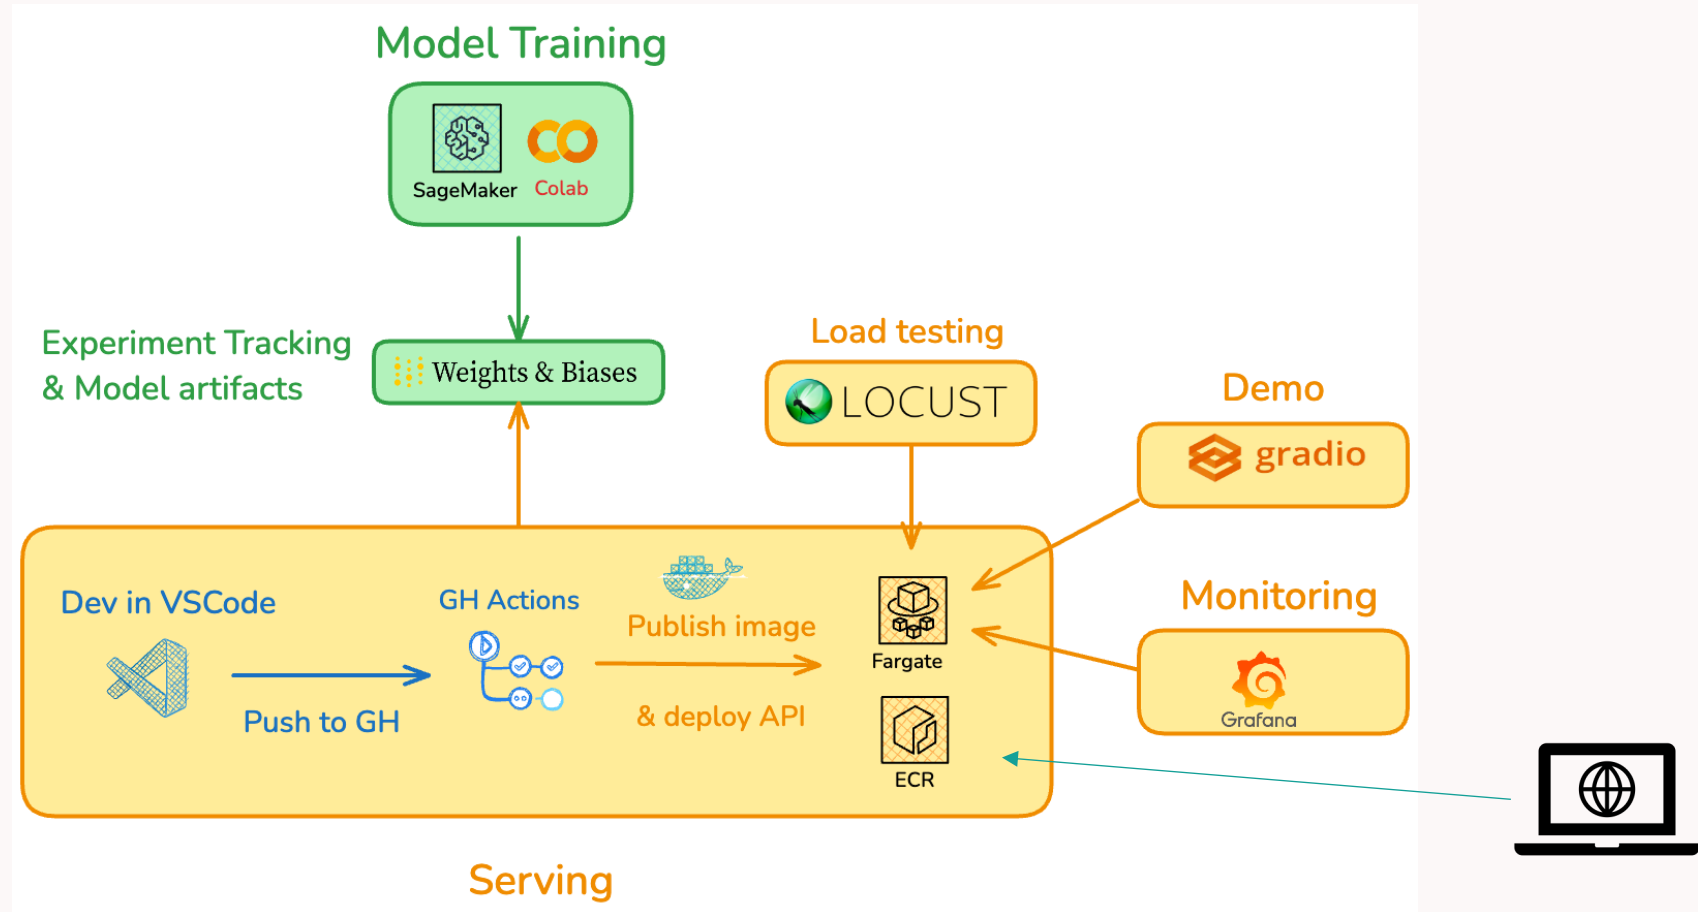 Model Training
SageMaker
Colab
Experiment Tracking
& Model artifacts
Weights & Biases
Load testing
LOCUST
Demo
gradio
Dev in VSCode
Push to GH
GH Actions
Publish image
& deploy API
Fargate
ECR
Monitoring
Grafana
Serving